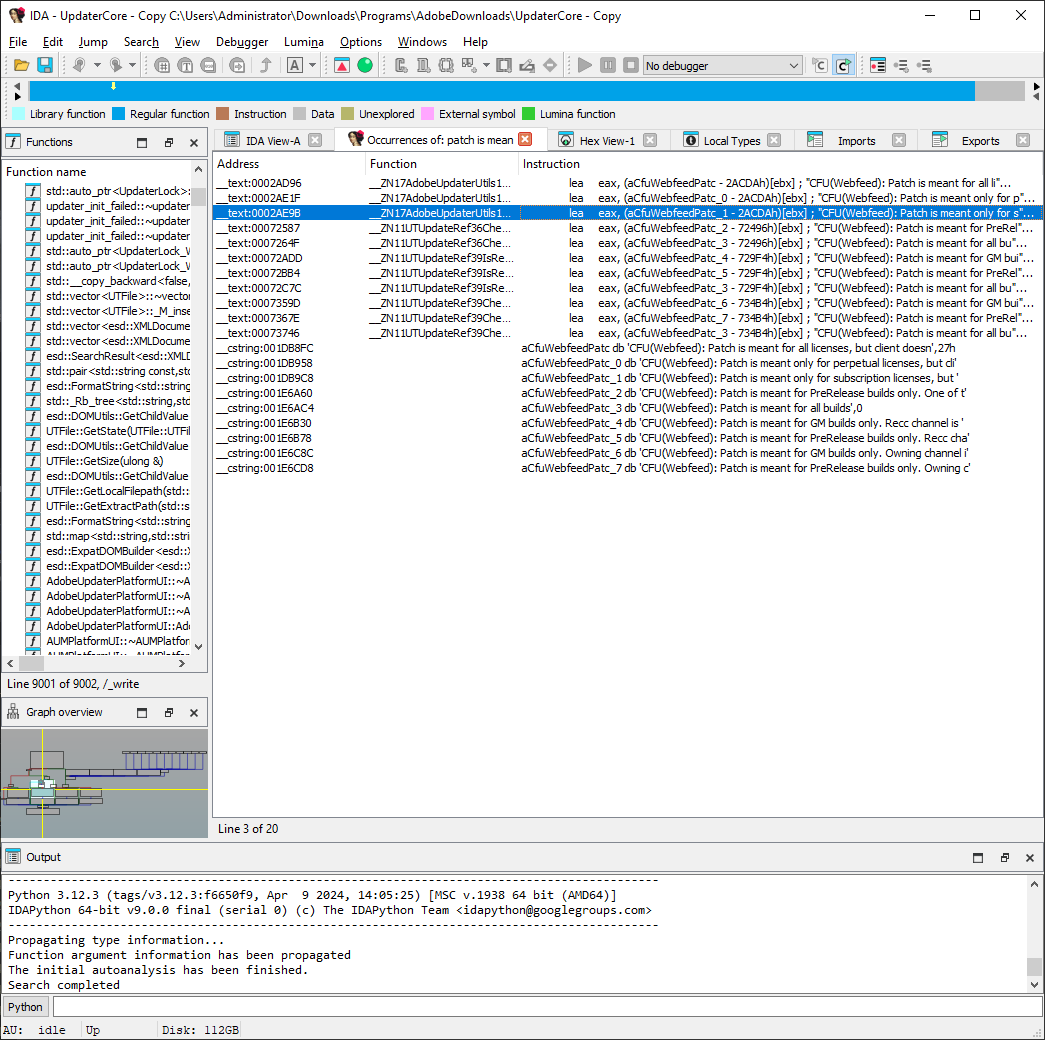 IDA - UpdaterCore - Copy C:\Users\Administrator\Downloads\Programs\AdobeDownloads\UpdaterCore - Copy
File Edit Jump Search View Debugger Lumina Options Windows Help
A No debugger
Library function Regular function Instruction Data Unexplored External symbol Lumina function
Functions
Function name
std::auto_ptr<UpdaterLock>:
updater_init_failed::~updater
updater_init_failed::~updater
updater_init_failed::~updater
std::auto_ptr<UpdaterLock_W
std::auto_ptr<UpdaterLock_W
std::__copy_backward<false,
std::vector<UTFile>::~vector
std::vector<UTFile>::_M_inse
std::vector<esd::XMLDocume
std::vector<esd::XMLDocume
esd::SearchResult<esd::XMLD
std::pair<std::string const,std
esd::FormatString<std::string
std::_Rb_tree<std::string,std
esd::DOMUtils::GetChildValue
UTFile::GetState(UTFile::UTFil
esd::DOMUtils::GetChildValue
UTFile::GetSize(ulong &)
esd::DOMUtils::GetChildValue
UTFile::GetLocalFilepath(std::
UTFile::GetExtractPath(std::s
esd::FormatString<std::string
std::map<std::string,std::stri
esd::ExpatDOMBuilder<esd::X
esd::ExpatDOMBuilder<esd::X
AdobeUpdaterPlatformUI::~A
AdobeUpdaterPlatformUI::~A
AdobeUpdaterPlatformUI::~A
AdobeUpdaterPlatformUI::Ad
AUMPlatformUI::~AUMPlatfor
AUMPlatformUI::~AUMPlatfor
Line 9001 of 9002, /_write
Graph overview
IDA View-A Occurrences of: patch is mean Hex View-1 Local Types Imports Exports
Address Function Instruction
__text:0002AD96 __ZN17AdobeUpdaterUtils1... lea eax, (aCfuWebfeedPatc - 2ACDAh)[ebx] ; "CFU(Webfeed): Patch is meant for all li"...
__text:0002AE1F __ZN17AdobeUpdaterUtils1... lea eax, (aCfuWebfeedPatc_0 - 2ACDAh)[ebx] ; "CFU(Webfeed): Patch is meant only for p"...
__text:0002AE9B __ZN17AdobeUpdaterUtils1... lea eax, (aCfuWebfeedPatc_1 - 2ACDAh)[ebx] ; "CFU(Webfeed): Patch is meant only for s"...
__text:00072587 __ZN11UTUpdateRef36Che... lea eax, (aCfuWebfeedPatc_2 - 72496h)[ebx] ; "CFU(Webfeed): Patch is meant for PreRel"...
__text:0007264F __ZN11UTUpdateRef36Che... lea eax, (aCfuWebfeedPatc_3 - 72496h)[ebx] ; "CFU(Webfeed): Patch is meant for all bu"...
__text:00072ADD __ZN11UTUpdateRef39IsRe... lea eax, (aCfuWebfeedPatc_4 - 729F4h)[ebx] ; "CFU(Webfeed): Patch is meant for GM bui"...
__text:00072BB4 __ZN11UTUpdateRef39IsRe... lea eax, (aCfuWebfeedPatc_5 - 729F4h)[ebx] ; "CFU(Webfeed): Patch is meant for PreRel"...
__text:00072C7C __ZN11UTUpdateRef39IsRe... lea eax, (aCfuWebfeedPatc_3 - 729F4h)[ebx] ; "CFU(Webfeed): Patch is meant for all bu"...
__text:0007359D __ZN11UTUpdateRef39Che... lea eax, (aCfuWebfeedPatc_6 - 734B4h)[ebx] ; "CFU(Webfeed): Patch is meant for GM bui"...
__text:0007367E __ZN11UTUpdateRef39Che... lea eax, (aCfuWebfeedPatc_7 - 734B4h)[ebx] ; "CFU(Webfeed): Patch is meant for PreRel"...
__text:00073746 __ZN11UTUpdateRef39Che... lea eax, (aCfuWebfeedPatc_3 - 734B4h)[ebx] ; "CFU(Webfeed): Patch is meant for all bu"...
__cstring:001DB8FC aCfuWebfeedPatc db 'CFU(Webfeed): Patch is meant for all licenses, but client doesn',27h
__cstring:001DB958 aCfuWebfeedPatc_0 db 'CFU(Webfeed): Patch is meant only for perpetual licenses, but cli'
__cstring:001DB9C8 aCfuWebfeedPatc_1 db 'CFU(Webfeed): Patch is meant only for subscription licenses, but '
__cstring:001E6A60 aCfuWebfeedPatc_2 db 'CFU(Webfeed): Patch is meant for PreRelease builds only. One of t'
__cstring:001E6AC4 aCfuWebfeedPatc_3 db 'CFU(Webfeed): Patch is meant for all builds',0
__cstring:001E6B30 aCfuWebfeedPatc_4 db 'CFU(Webfeed): Patch is meant for GM builds only. Recc channel is '
__cstring:001E6B78 aCfuWebfeedPatc_5 db 'CFU(Webfeed): Patch is meant for PreRelease builds only. Recc cha'
__cstring:001E6C8C aCfuWebfeedPatc_6 db 'CFU(Webfeed): Patch is meant for GM builds only. Owning channel i'
__cstring:001E6CD8 aCfuWebfeedPatc_7 db 'CFU(Webfeed): Patch is meant for PreRelease builds only. Owning c'
Line 3 of 20
Output
Python 3.12.3 (tags/v3.12.3:f6650f9, Apr  9 2024, 14:05:25) [MSC v.1938 64 bit (AMD64)]
IDAPython 64-bit v9.0.0 final (serial 0) (c) The IDAPython Team <idapython@googlegroups.com>
Propagating type information...
Function argument information has been propagated
The initial autoanalysis has been finished.
Search completed
Python
AU: idle Up Disk: 112GB